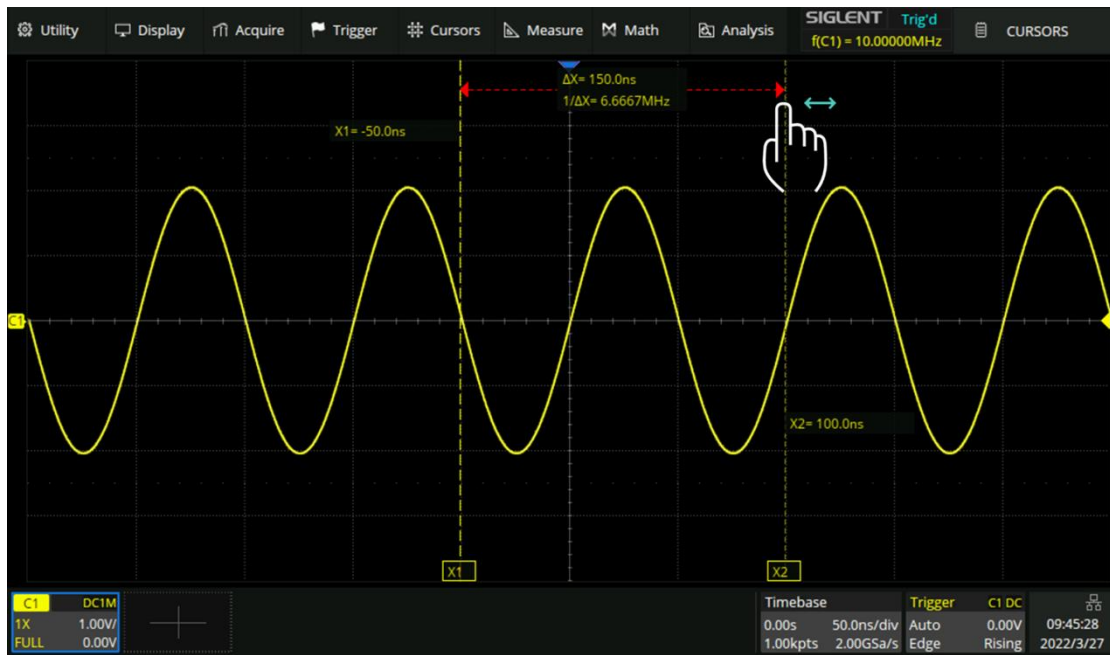 Utility Display Acquire Trigger Cursors Measure Math Analysis
SIGLENT Trig'd
f(C1) = 10.00000MHz
CURSORS
ΔX= 150.0ns
1/ΔX= 6.6667MHz
X1= -50.0ns
C1
X2= 100.0ns
X1 X2
C1 DC1M
1X 1.00V/
FULL 0.00V
Timebase
0.00s 50.0ns/div
1.00kpts 2.00GSa/s
Trigger C1 DC
Auto 0.00V
Edge Rising
09:45:28
2022/3/27